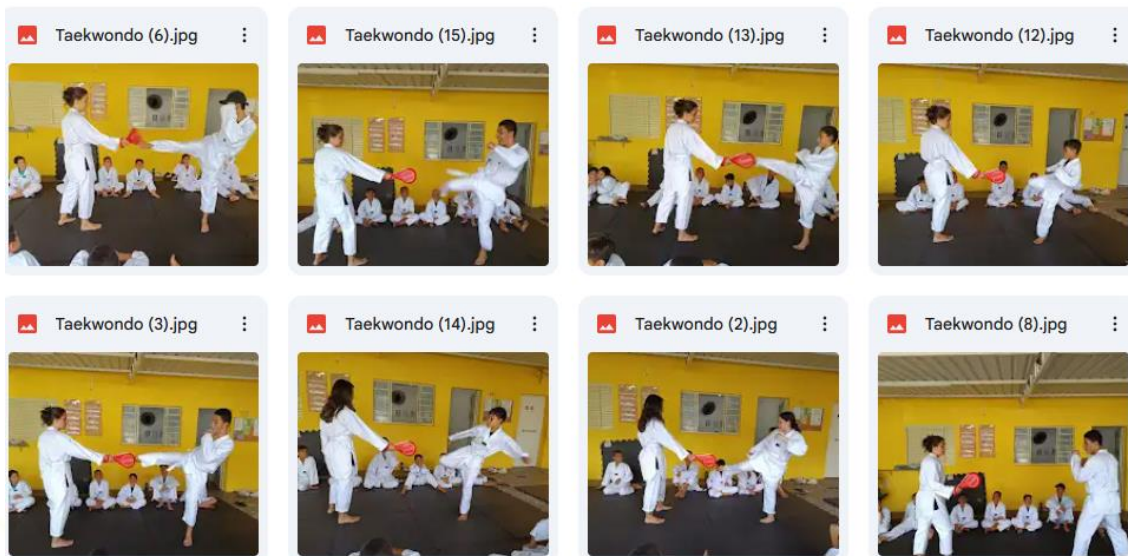 Taekwondo (6).jpg
Taekwondo (15).jpg
Taekwondo (13).jpg
Taekwondo (12).jpg
Taekwondo (3).jpg
Taekwondo (14).jpg
Taekwondo (2).jpg
Taekwondo (8).jpg